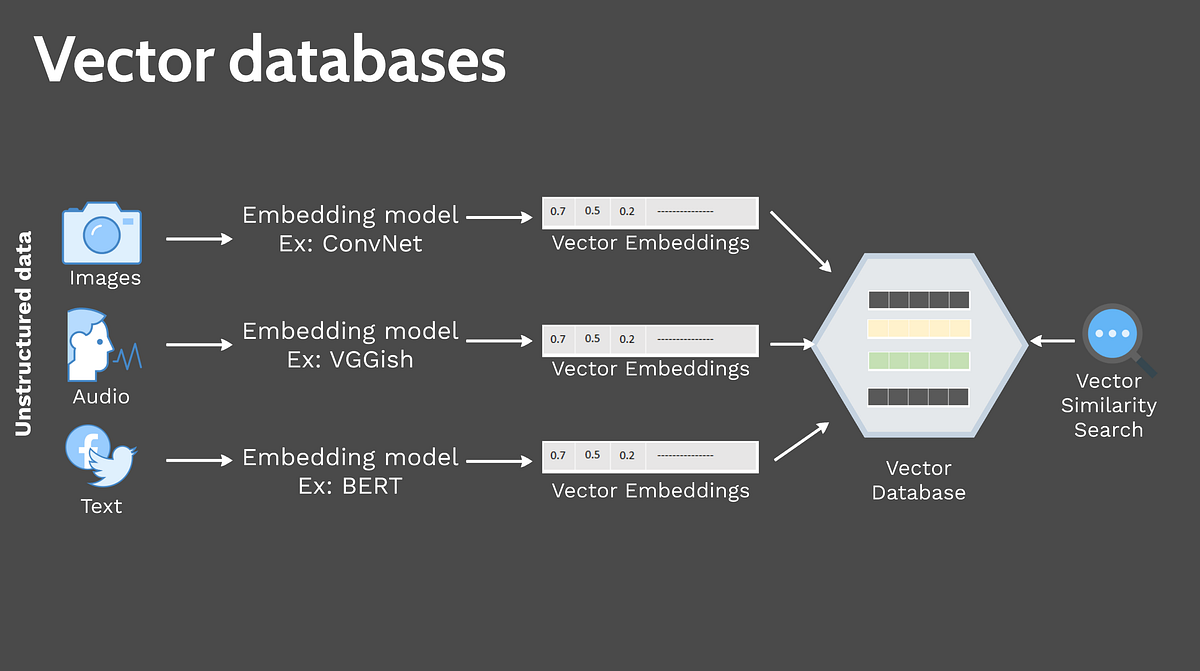 Vector databases
Unstructured data
Images
Embedding model
Ex: ConvNet
0.7 0.5 0.2 ---------------
Vector Embeddings
Audio
Embedding model
Ex: VGGish
0.7 0.5 0.2 ---------------
Vector Embeddings
Text
Embedding model
Ex: BERT
0.7 0.5 0.2 ---------------
Vector Embeddings
Vector
Database
Vector
Similarity
Search